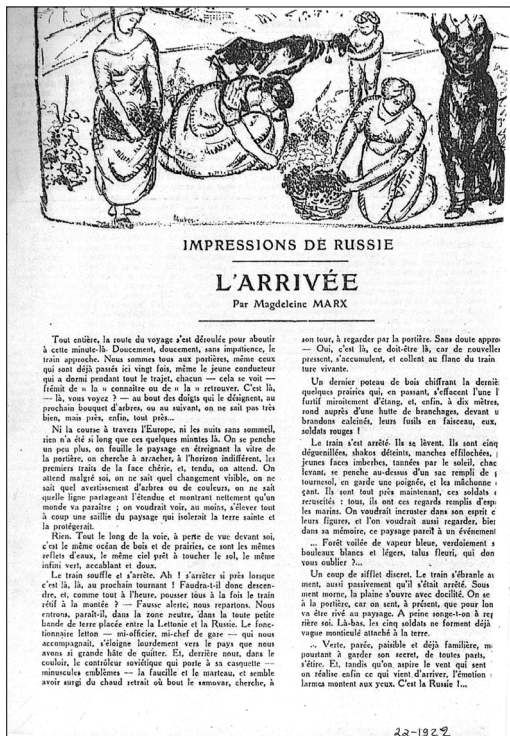 IMPRESSIONS DE RUSSIE
L'ARRIVÉE
Par Magdeleine MARX
Tout entière, la route du voyage s'est déroulée pour aboutir
à cette minute-là. Doucement, doucement, sans impatience, le
train approche. Nous sommes tous aux portières, même ceux
qui sont déjà passés ici vingt fois, même le jeune conducteur
qui a dormi pendant tout le trajet, chacun — cela se voit —
frémit de « la » connaître ou de « la » retrouver. C'est là,
— là, vous voyez ? — au bout des doigts qui le désignent, au
prochain bouquet d'arbres, ou au suivant, on ne sait pas très
bien, mais près, enfin, tout près...
Ni la course à travers l'Europe, ni les nuits sans sommeil,
rien n'a été si long que ces quelques minutes là. On se penche
un peu plus, on fouille le paysage en étreignant la vitre de
la portière, on cherche à arracher, à l'horizon indifférent, les
premiers traits de la face chérie, et, tendu, on attend. On
attend malgré soi, on ne sait quel changement visible, on ne
sait quel avertissement d'arbres ou de couleurs, on ne sait
quelle ligne partageant l'étendue et montrant nettement qu'un
monde va paraître ; on voudrait voir, au moins, s'élever tout
à coup une saillie du paysage qui isolerait la terre sainte et
la protégerait.
Rien. Tout le long de la voie, à perte de vue devant soi,
c'est le même océan de bois et de prairies, ce sont les mêmes
reflets d'eau, le même ciel prêt à toucher le sol, le même
infini vert, accablant et doux.
Le train souffle et s'arrête. Ah ! s'arrêter si près lorsque
c'est là, là, au prochain tournant ! Faudra-t-il donc descen-
dre, et, comme tout à l'heure, pousser tous à la fois le train
rétif à la montée ? — Fausse alerte, nous repartons. Nous
entrons, paraît-il, dans la zone neutre, dans la toute petite
bande de terre placée entre la Lettonie et la Russie. Le fonc-
tionnaire letton — mi-officier, mi-chef de gare — qui nous
accompagnait, s'éloigne lourdement vers le pays que nous
avons si grande hâte de quitter. Et, derrière nous, dans le
couloir, le contrôleur soviétique qui porte à sa casquette —
minuscules emblèmes — la faucille et le marteau, et semble
avoir surgi du chaud retrait où bout le samovar, cherche, à
son tour, à regarder par la portière. Sans doute appro
— Oui, c'est là, ce doit-être là, car de nouvelle
pressent, s'accumulent, et collent au flanc du train
ture vivante.
Un dernier poteau de bois chiffrant la derniè
quelques prairies qui, en passant, s'effacent l'une l'
furtif miroitement d'étang, et, enfin, à dix mètres,
rond auprès d'une hutte de branchages, devant u
brandons calcinés, leurs fusils en faisceau, eux,
soldats rouges !
Le train s'est arrêté. Ils se lèvent. Ils sont cinq
déguenillées, shakos déteints, manches effilochées,
jeunes faces imberbes, tannées par le soleil, chac
levant, se penche au-dessus d'un sac rempli de
tournesol, en garde une poignée, et les mâchonne
çant. Ils sont tout près maintenant, ces soldats
recuscités : tous, ils ont ces regards remplis d'esp
les marins. On voudrait incruster dans son esprit c
leurs figures, et l'on voudrait aussi regarder, bien
dans sa mémoire, ce paysage pareil à un événement
... Forêt voilée de vapeur bleue, verdoiement s
bouleaux blancs et légers, talus fleuri, qui don
vous oublier ?...
Un coup de sifflet discret. Le train s'ébranle au
ment, aussi passivement qu'il s'était arrêté. Sous
ment morne, la plaine s'ouvre avec docilité. On se
à la portière, car on sent, à présent, que pour lon
va être rivé au paysage. A peine songe-t-on à reg
rière soi. Là-bas, les cinq soldats ne forment déjà
vague monticule attaché à la terre.
... Verte, parée, paisible et déjà familière, m
pourtant à garder son secret, de toutes parts,
s'étire. Et, tandis qu'on aspire le vent qui sent
on réalise enfin ce qui vient d'arriver, l'émotion
larmes montent aux yeux. C'est la Russie !...
22-1922